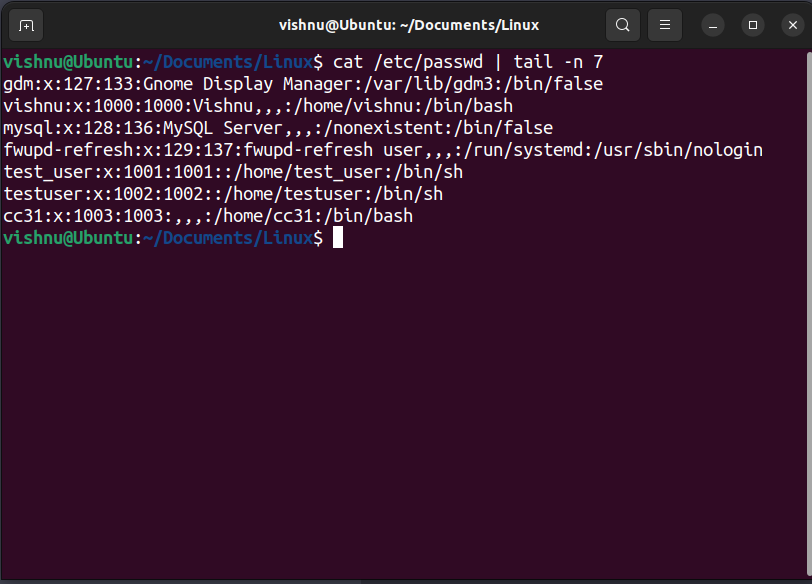 vishnu@Ubuntu: ~/Documents/Linux
vishnu@Ubuntu:~/Documents/Linux$ cat /etc/passwd | tail -n 7
gdm:x:127:133:Gnome Display Manager:/var/lib/gdm3:/bin/false
vishnu:x:1000:1000:Vishnu,,,:/home/vishnu:/bin/bash
mysql:x:128:136:MySQL Server,,,:/nonexistent:/bin/false
fwupd-refresh:x:129:137:fwupd-refresh user,,,:/run/systemd:/usr/sbin/nologin
test_user:x:1001:1001::/home/test_user:/bin/sh
testuser:x:1002:1002::/home/testuser:/bin/sh
cc31:x:1003:1003:,,,:/home/cc31:/bin/bash
vishnu@Ubuntu:~/Documents/Linux$